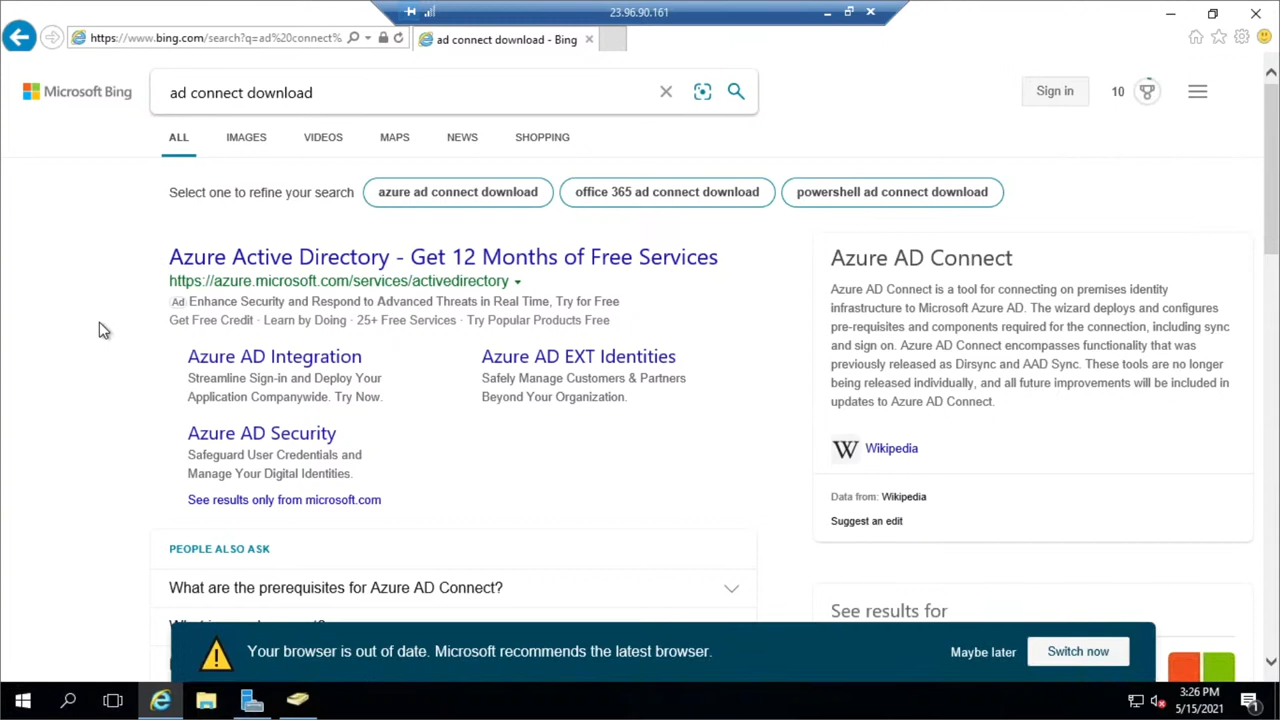 23.96.90.161
https://www.bing.com/search?q=ad%20connect%
ad connect download - Bing
Microsoft Bing
ad connect download
Sign in
10
ALL
IMAGES
VIDEOS
MAPS
NEWS
SHOPPING
Select one to refine your search
azure ad connect download
office 365 ad connect download
powershell ad connect download
Azure Active Directory - Get 12 Months of Free Services
https://azure.microsoft.com/services/activedirectory
Ad Enhance Security and Respond to Advanced Threats in Real Time, Try for Free
Get Free Credit · Learn by Doing · 25+ Free Services · Try Popular Products Free
Azure AD Integration
Streamline Sign-in and Deploy Your
Application Companywide. Try Now.
Azure AD EXT Identities
Safely Manage Customers & Partners
Beyond Your Organization.
Azure AD Security
Safeguard User Credentials and
Manage Your Digital Identities.
See results only from microsoft.com
PEOPLE ALSO ASK
What are the prerequisites for Azure AD Connect?
Azure AD Connect
Azure AD Connect is a tool for connecting on premises identity
infrastructure to Microsoft Azure AD. The wizard deploys and configures
pre-requisites and components required for the connection, including sync
and sign on. Azure AD Connect encompasses functionality that was
previously released as Dirsync and AAD Sync. These tools are no longer
being released individually, and all future improvements will be included in
updates to Azure AD Connect.
W
Wikipedia
Data from: Wikipedia
Suggest an edit
See results for
Your browser is out of date. Microsoft recommends the latest browser.
Maybe later
Switch now
3:26 PM
5/15/2021
1